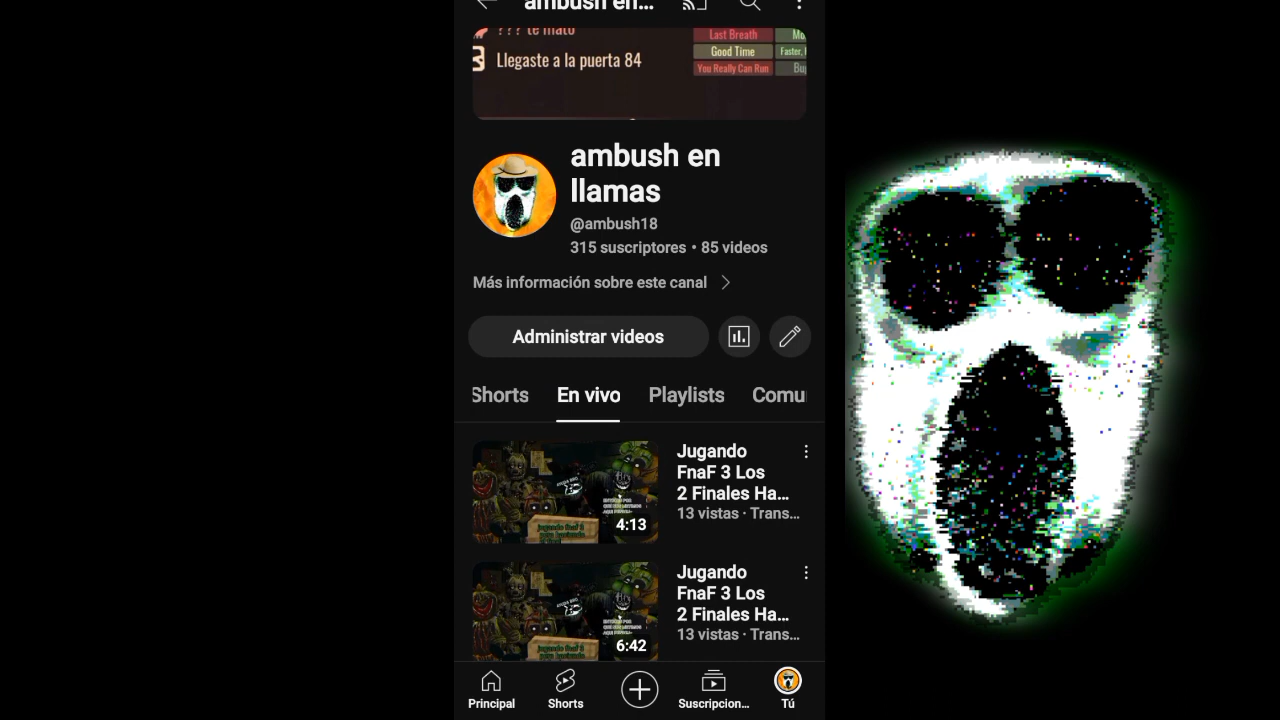 ambush en...
??? te mato
Llegaste a la puerta 84
Last Breath
Good Time
Faster,
You Really Can Run
ambush en
llamas
@ambush18
315 suscriptores • 85 videos
Más información sobre este canal
Administrar videos
Shorts En vivo Playlists Comu
Jugando
FnaF 3 Los
2 Finales Ha...
13 vistas · Trans...
4:13
Jugando
FnaF 3 Los
2 Finales Ha...
13 vistas · Trans...
6:42
Principal Shorts Suscripcion... Tú